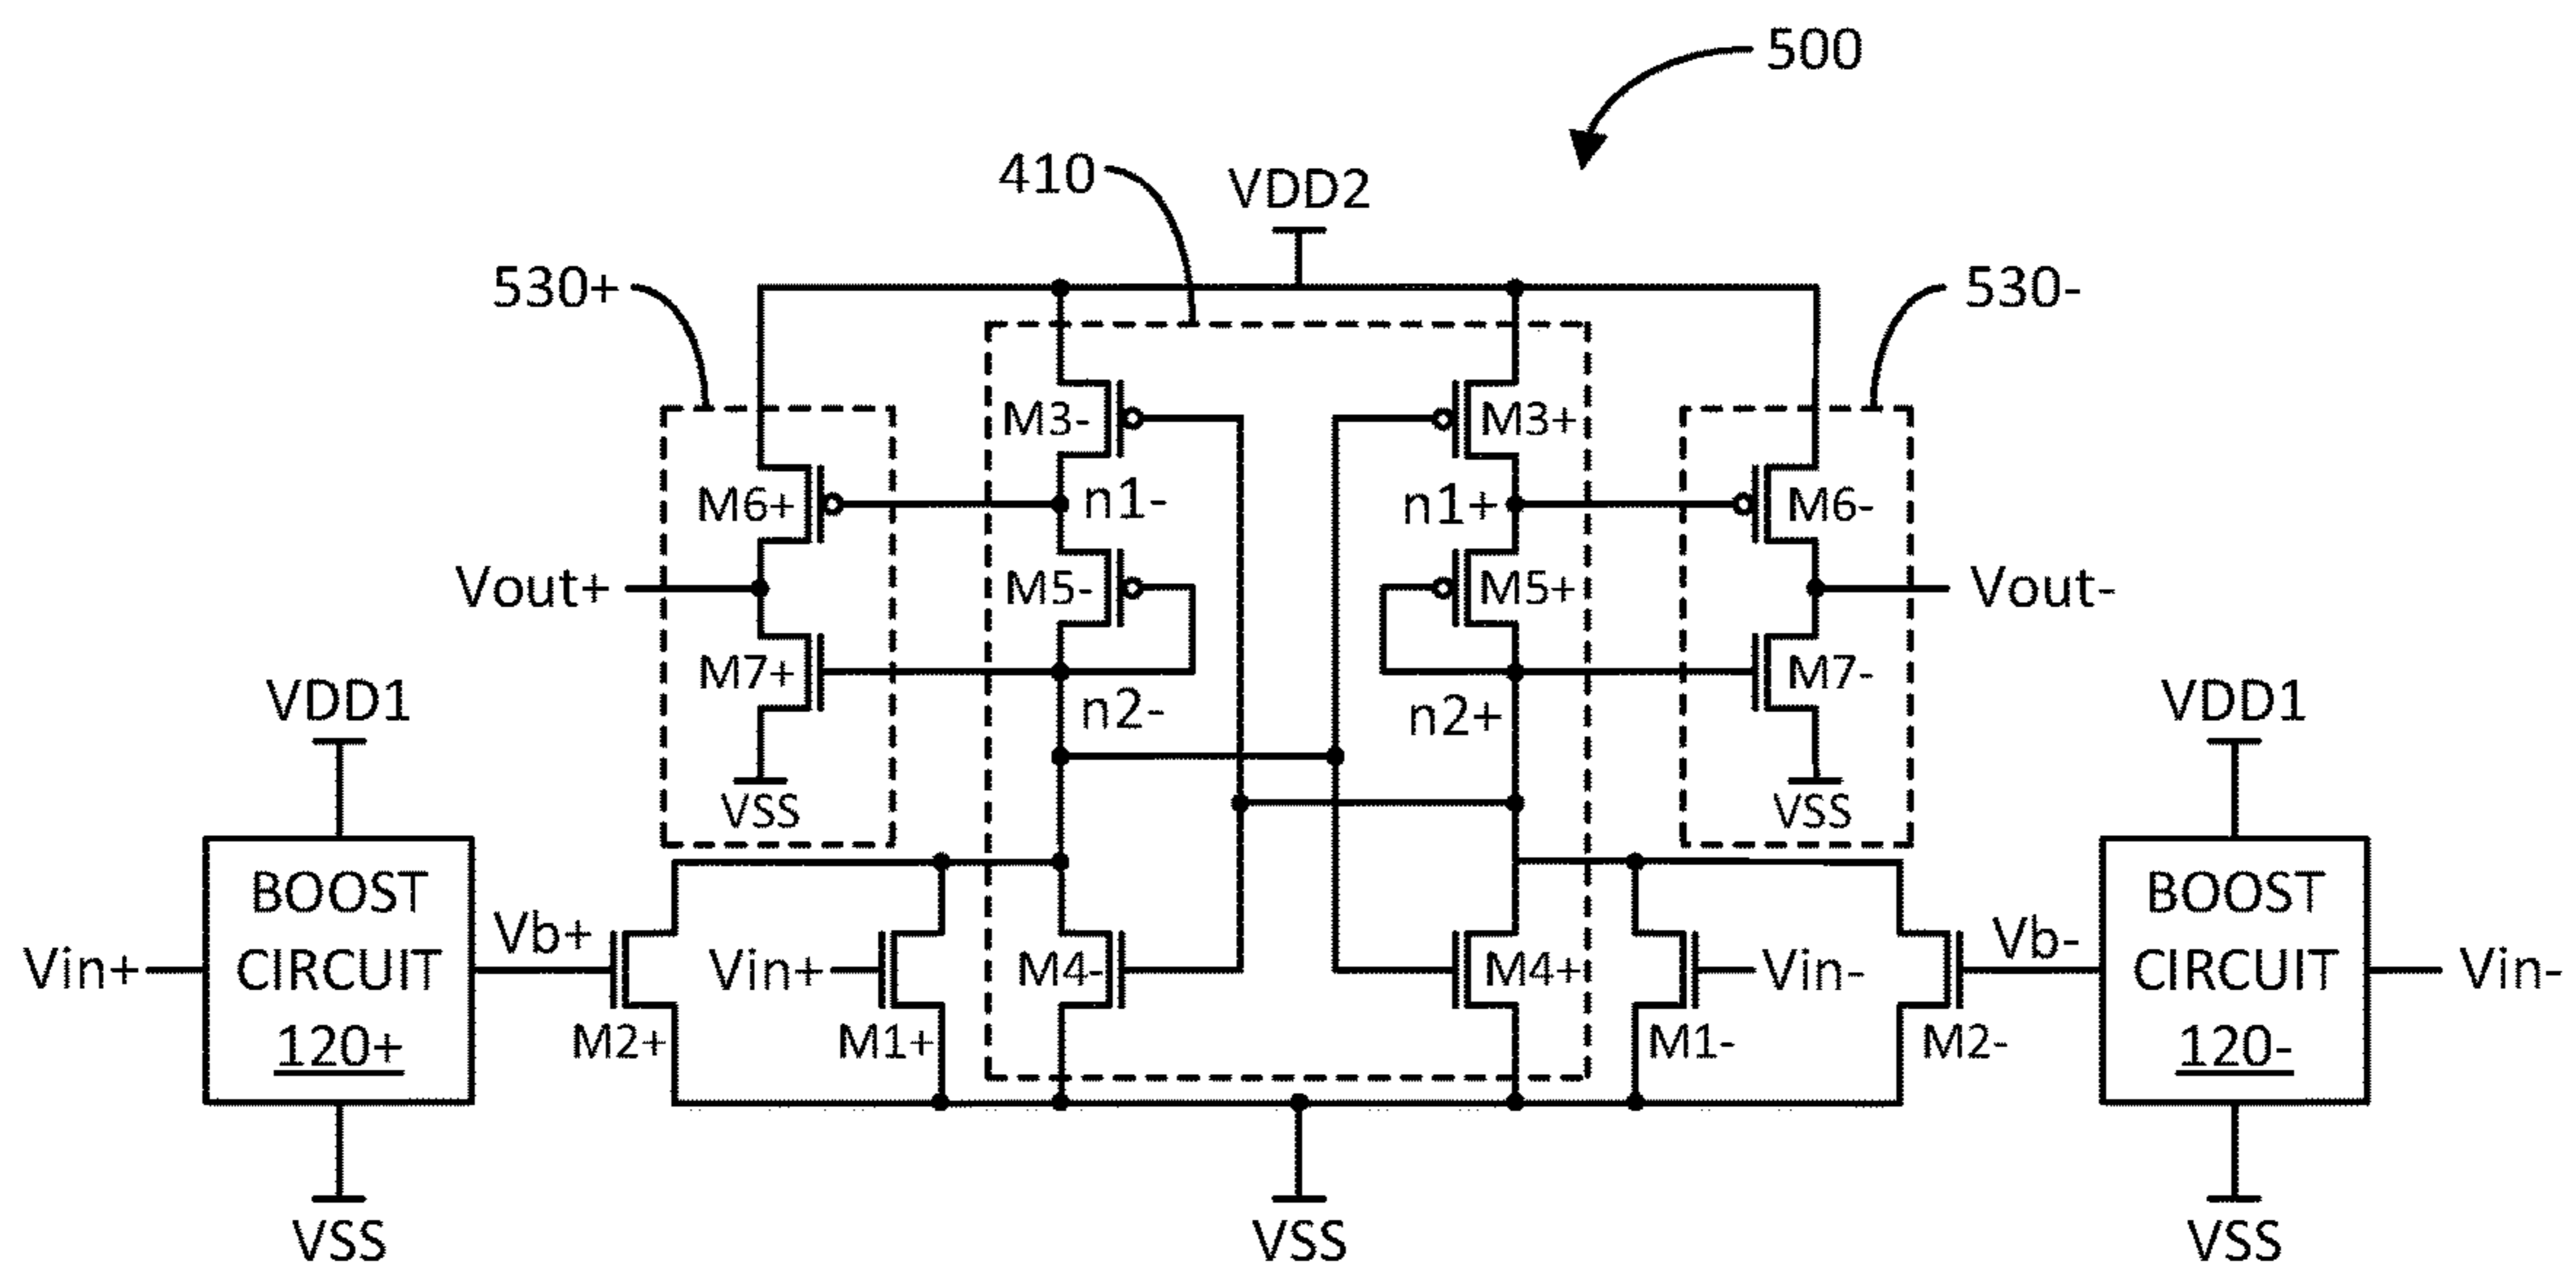 500
410
VDD2
530+
530-
M3-
M3+
M6+
n1-
n1+
M6-
Vout+
M5-
M5+
Vout-
M7+
M7-
VDD1
n2-
n2+
VDD1
VSS
VSS
BOOST
CIRCUIT
120+
Vin+
Vb+
M2+
Vin+
M1+
M4-
M4+
Vin-
M1-
Vb-
M2-
BOOST
CIRCUIT
120-
Vin-
VSS
VSS
VSS